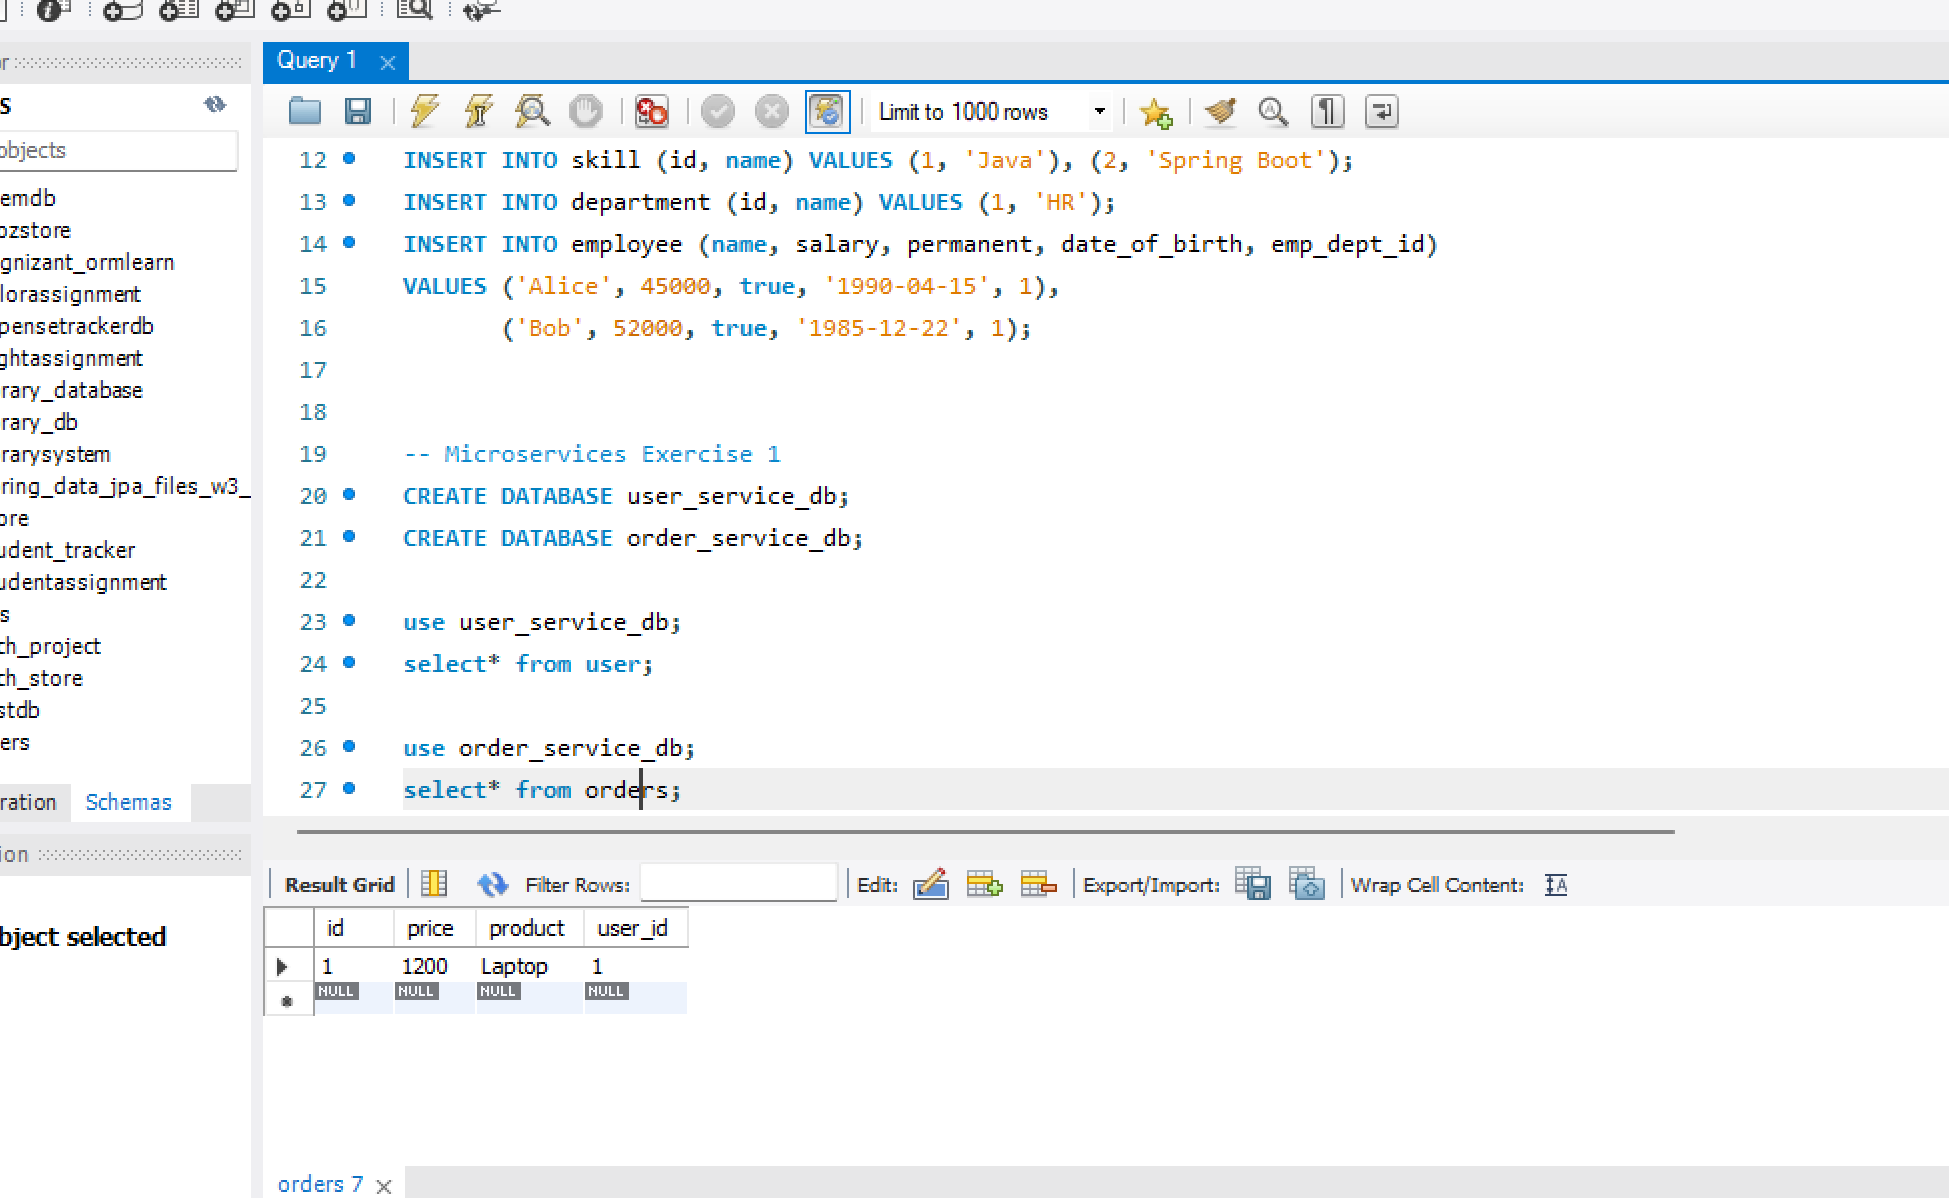 Query 1
Limit to 1000 rows
objects
emdb
ozstore
gnizant_ormlearn
lorassignment
pensetrackerdb
ghtassignment
rary_database
rary_db
rarysystem
ring_data_jpa_files_w3_
ore
udent_tracker
udentassignment
s
ch_project
ch_store
stdb
ers
ration Schemas
ion
bject selected
12 INSERT INTO skill (id, name) VALUES (1, 'Java'), (2, 'Spring Boot');
13 INSERT INTO department (id, name) VALUES (1, 'HR');
14 INSERT INTO employee (name, salary, permanent, date_of_birth, emp_dept_id)
15 VALUES ('Alice', 45000, true, '1990-04-15', 1),
16 ('Bob', 52000, true, '1985-12-22', 1);
17
18
19 -- Microservices Exercise 1
20 CREATE DATABASE user_service_db;
21 CREATE DATABASE order_service_db;
22
23 use user_service_db;
24 select* from user;
25
26 use order_service_db;
27 select* from orders;
Result Grid Filter Rows: Edit: Export/Import: Wrap Cell Content:
id price product user_id
1 1200 Laptop 1
NULL NULL NULL NULL
orders 7